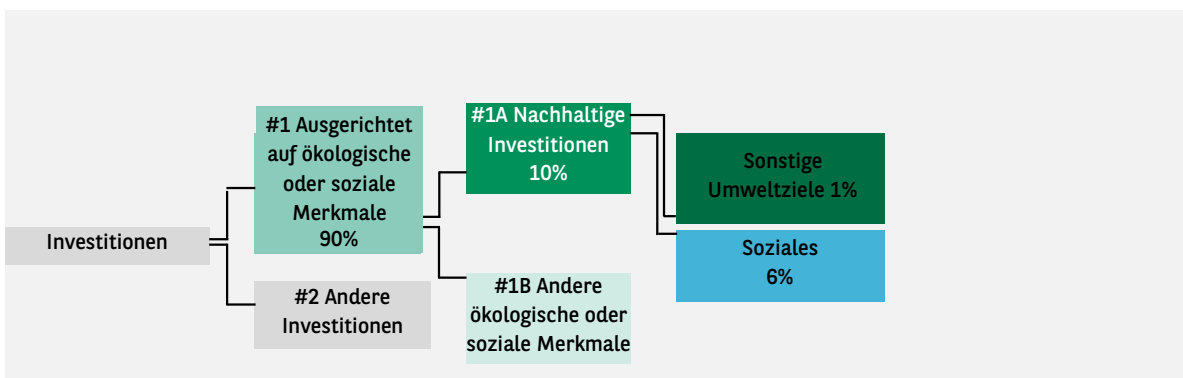 Investitionen
#1 Ausgerichtet
auf ökologische
oder soziale
Merkmale
90%
#2 Andere
Investitionen
#1A Nachhaltige
Investitionen
10%
#1B Andere
ökologische oder
soziale Merkmale
Sonstige
Umweltziele 1%
Soziales
6%